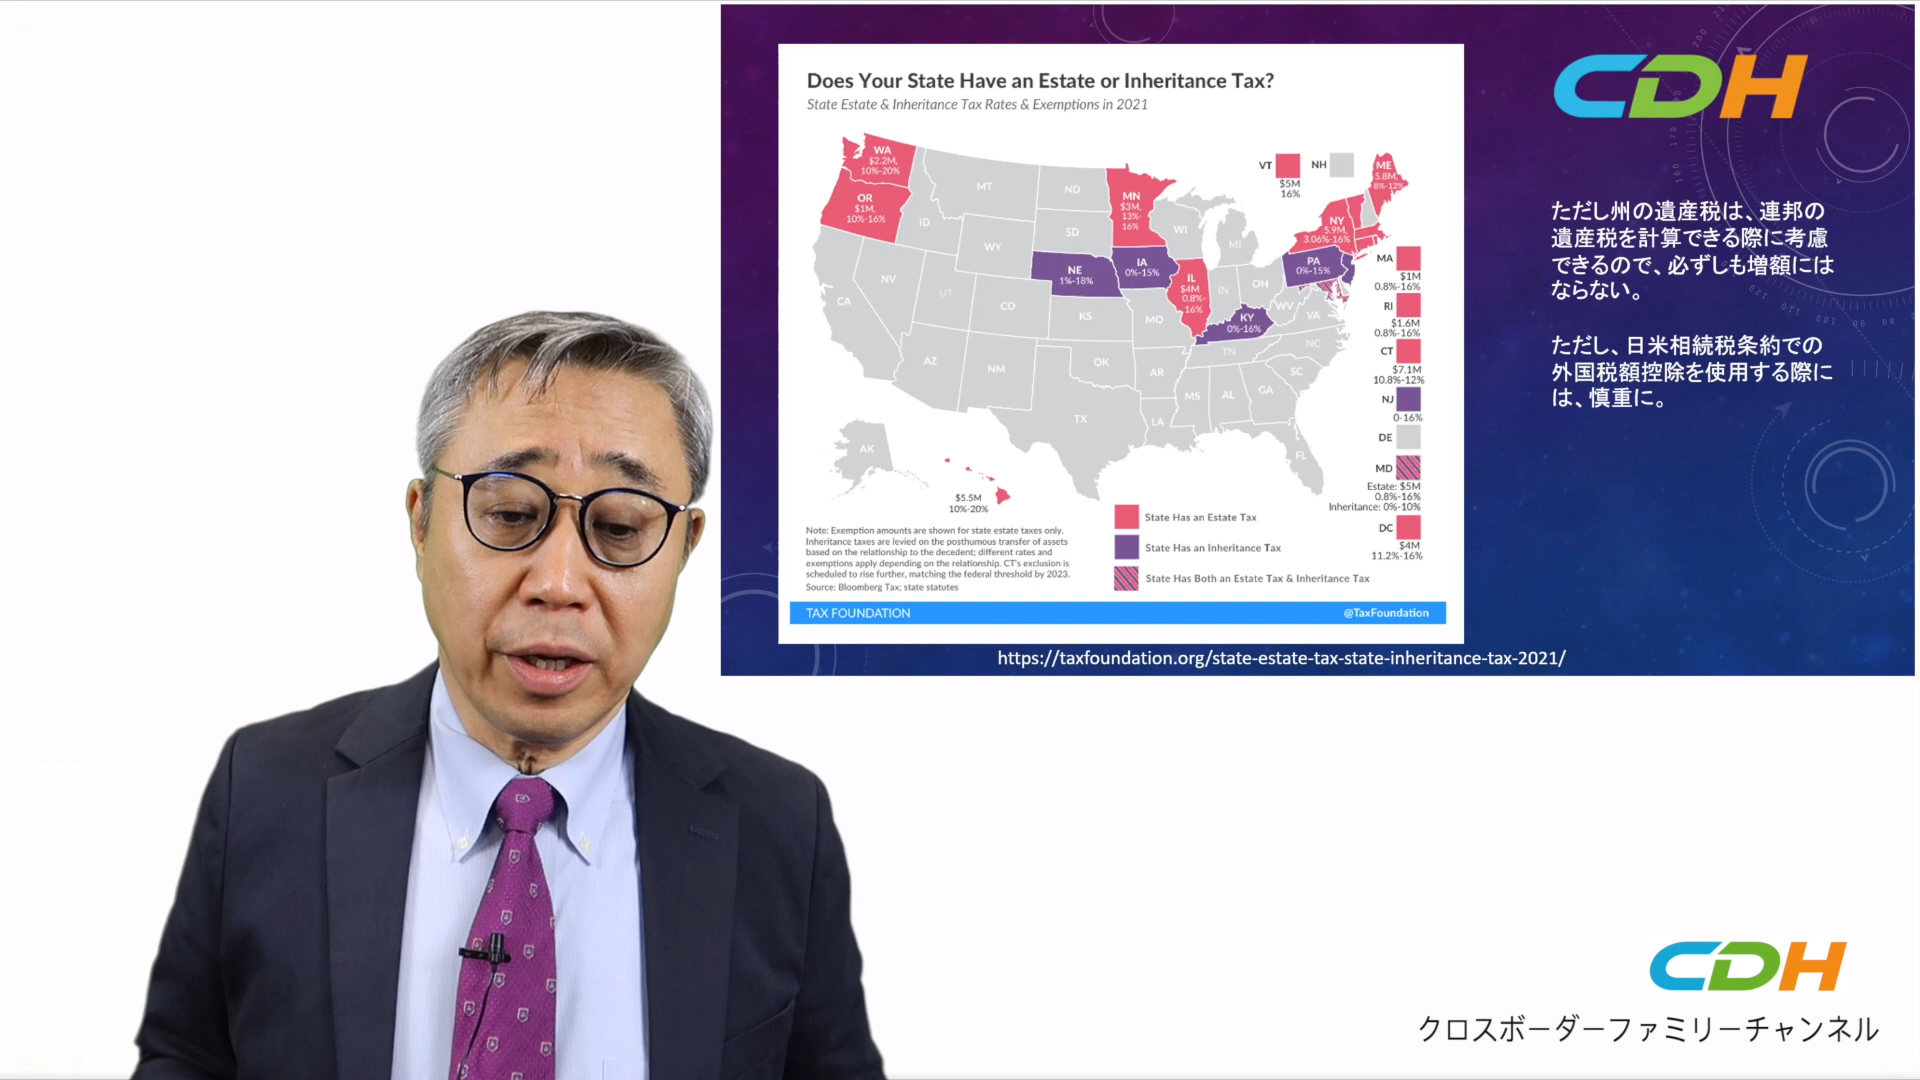 Does Your State Have an Estate or Inheritance Tax?
State Estate & Inheritance Tax Rates & Exemptions in 2021
WA
$2.2M,
10%-20%
OR
$1M,
10%-16%
MT
ID
WY
ND
SD
MN
$3M,
13%-
16%
WI
MI
VT
$5M
16%
NH
ME
5.8M,
8%-12%
NY
5.9M,
3.06%-16%
NE
1%-18%
IA
0%-15%
IL
$4M
0.8%-
16%
IN
OH
PA
0%-15%
KY
0%-16%
WV
VA
CA
NV
UT
CO
KS
MO
AZ
NM
OK
AR
TN
NC
SC
TX
LA
MS
AL
GA
FL
AK
$5.5M
10%-20%
MA
$1M
0.8%-16%
RI
$1.6M
0.8%-16%
CT
$7.1M
10.8%-12%
NJ
0-16%
DE
MD
Estate: $5M
0.8%-16%
Inheritance: 0%-10%
DC
$4M
11.2%-16%
State Has an Estate Tax
State Has an Inheritance Tax
State Has Both an Estate Tax & Inheritance Tax
Note: Exemption amounts are shown for state estate taxes only.
Inheritance taxes are levied on the posthumous transfer of assets
based on the relationship to the decedent; different rates and
exemptions apply depending on the relationship. CT's exclusion is
scheduled to rise further, matching the federal threshold by 2023.
Source: Bloomberg Tax; state statutes
TAX FOUNDATION
@TaxFoundation
https://taxfoundation.org/state-estate-tax-state-inheritance-tax-2021/
CDH
ただし州の遺産税は、連邦の
遺産税を計算できる際に考慮
できるので、必ずしも増額には
ならない。
ただし、日米相続税条約での
外国税額控除を使用する際に
は、慎重に。
CDH
クロスボーダーファミリーチャンネル